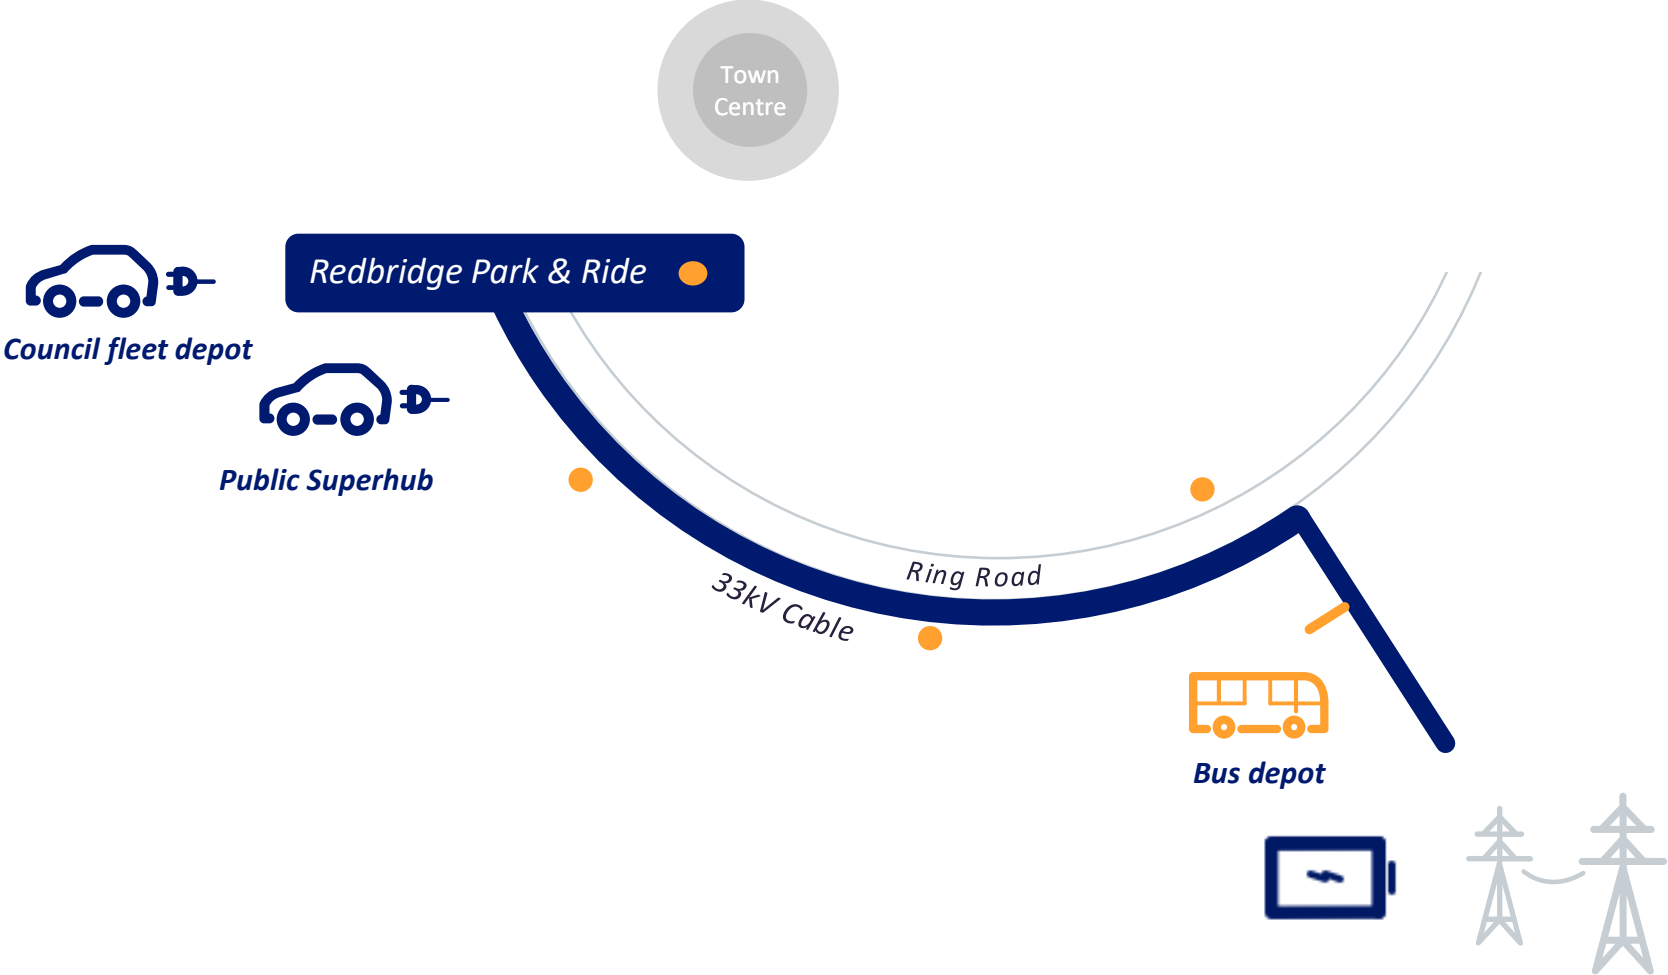 Town
Centre
Redbridge Park & Ride
Council fleet depot
Public Superhub
Ring Road
33kV Cable
Bus depot